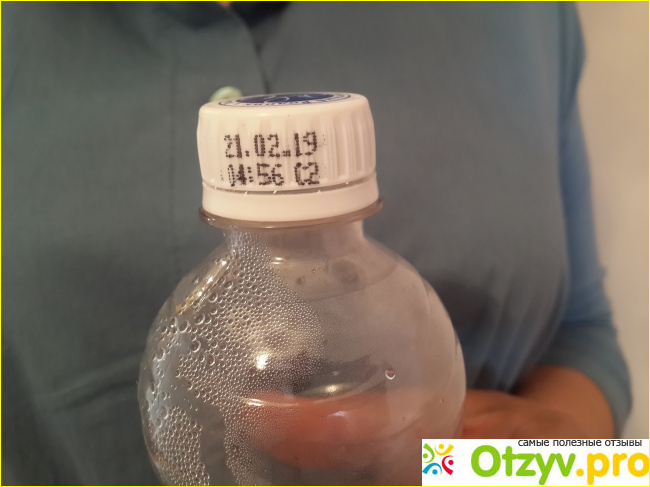 21.02.19
04:56 C2
самые полезные отзывы
Otzyv.pro